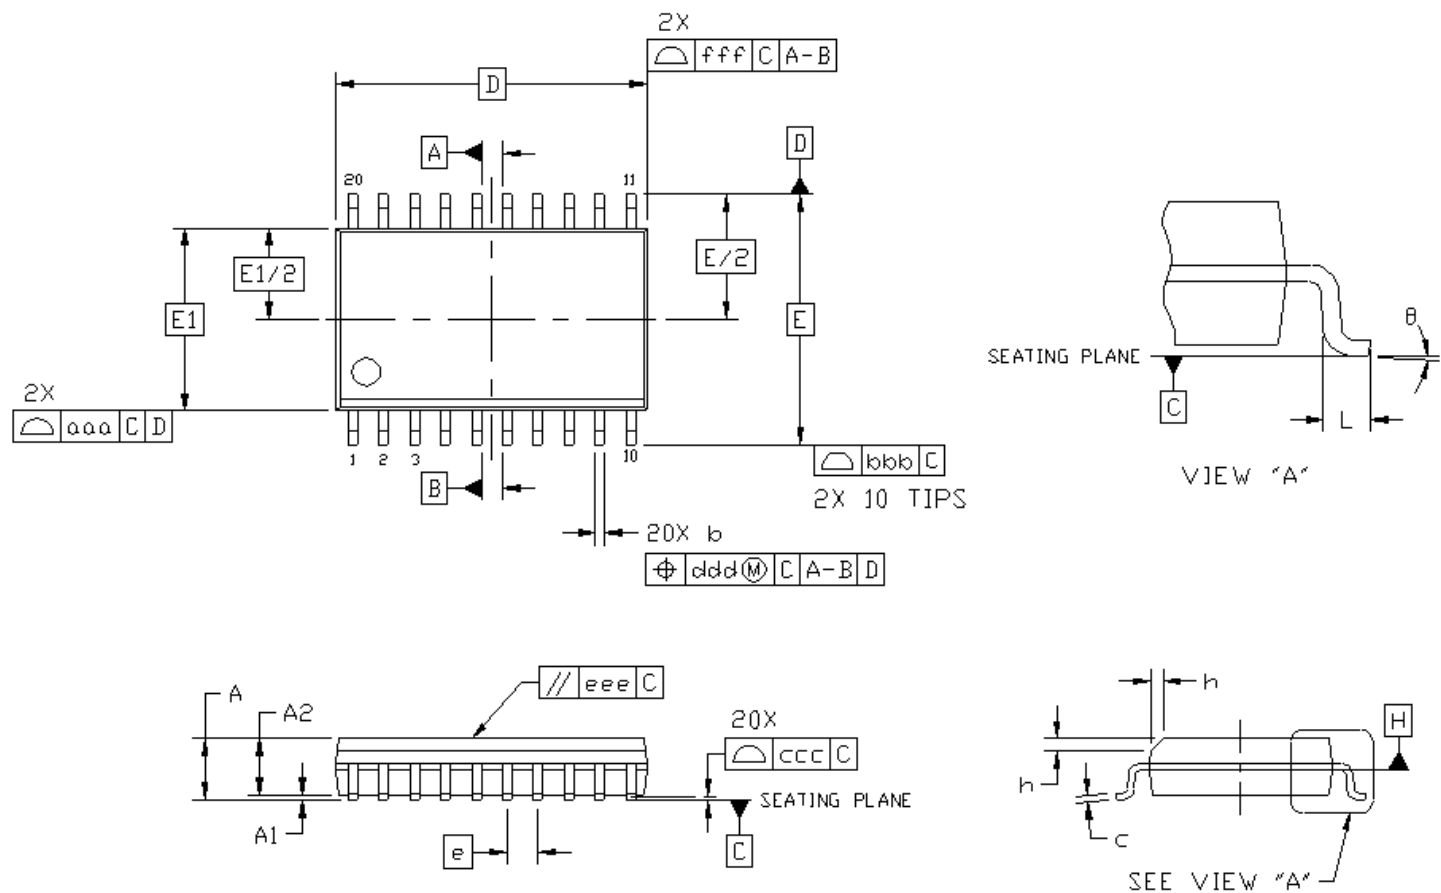 2X
fff C A-B
D
A
D
20
11
E1/2
E/2
E1
E
2X
aaa C D
1
2
3
10
B
bbb C
2X 10 TIPS
20X b
ddd Ⓜ C A-B D
θ
SEATING PLANE
C
L
VIEW "A"
A
A2
eee C
20X
ccc C
SEATING PLANE
A1
e
C
h
H
h
c
SEE VIEW "A"